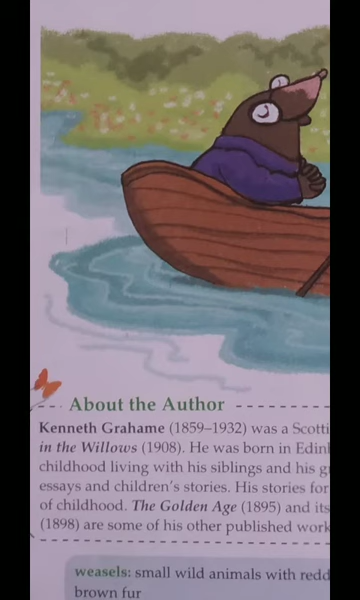 About the Author
Kenneth Grahame (1859–1932) was a Scotti
in the Willows (1908). He was born in Edin
childhood living with his siblings and his g
essays and children's stories. His stories for
of childhood. The Golden Age (1895) and its
(1898) are some of his other published work
weasels: small wild animals with redd
brown fur